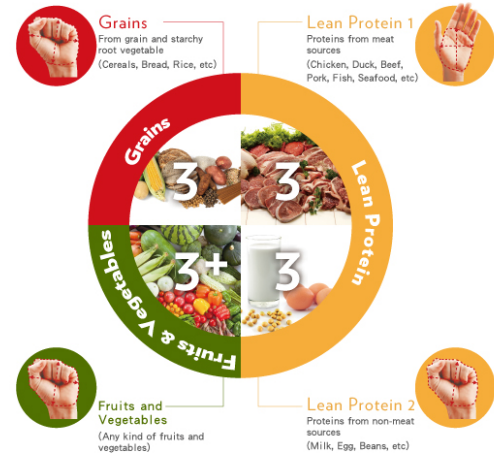 Grains
From grain and starchy
root vegetable
(Cereals, Bread, Rice, etc)
Lean Protein 1
Proteins from meat
sources
(Chicken, Duck, Beef,
Pork, Fish, Seafood, etc)
Grains
3
3
Lean Protein
Fruits & Vegetables
3+
3
Fruits and
Vegetables
(Any kind of fruits and
vegetables)
Lean Protein 2
Proteins from non-meat
sources
(Milk, Egg, Beans, etc)